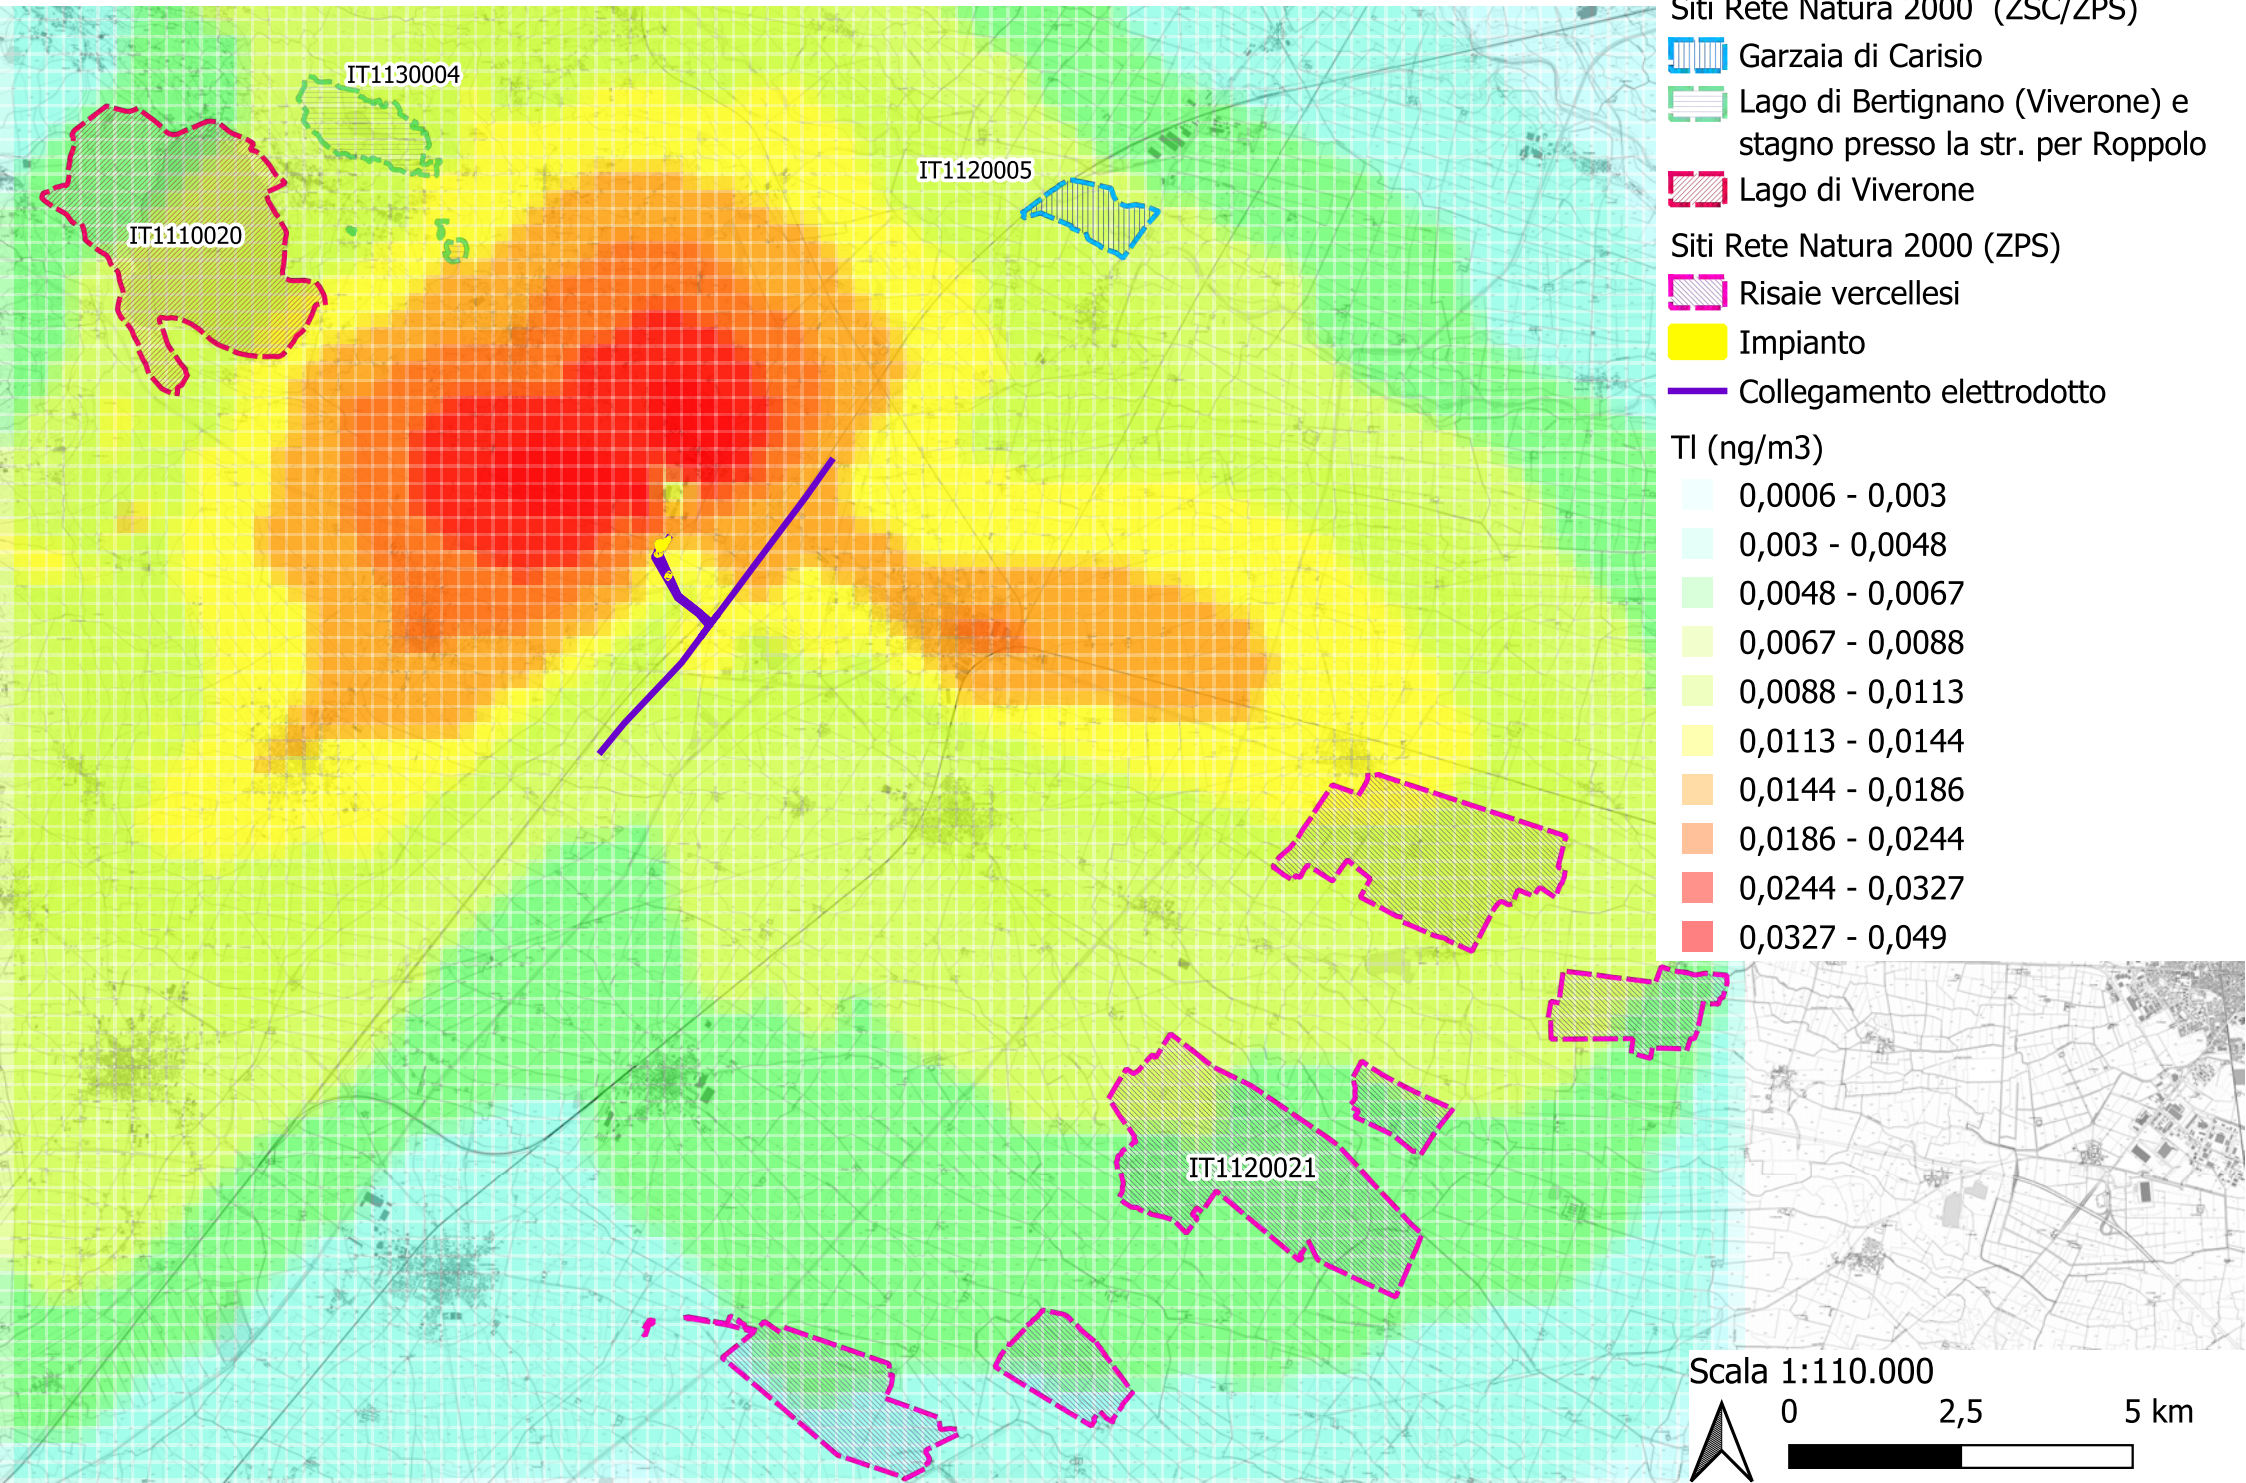 Siti Rete Natura 2000 (ZSC/ZPS)
Garzaia di Carisio
Lago di Bertignano (Viverone) e
stagno presso la str. per Roppolo
Lago di Viverone
Siti Rete Natura 2000 (ZPS)
Risaie vercellesi
Impianto
Collegamento elettrodotto
Tl (ng/m3)
0,0006 - 0,003
0,003 - 0,0048
0,0048 - 0,0067
0,0067 - 0,0088
0,0088 - 0,0113
0,0113 - 0,0144
0,0144 - 0,0186
0,0186 - 0,0244
0,0244 - 0,0327
0,0327 - 0,049
IT1130004
IT1120005
IT1110020
IT1120021
Scala 1:110.000
0 2,5 5 km